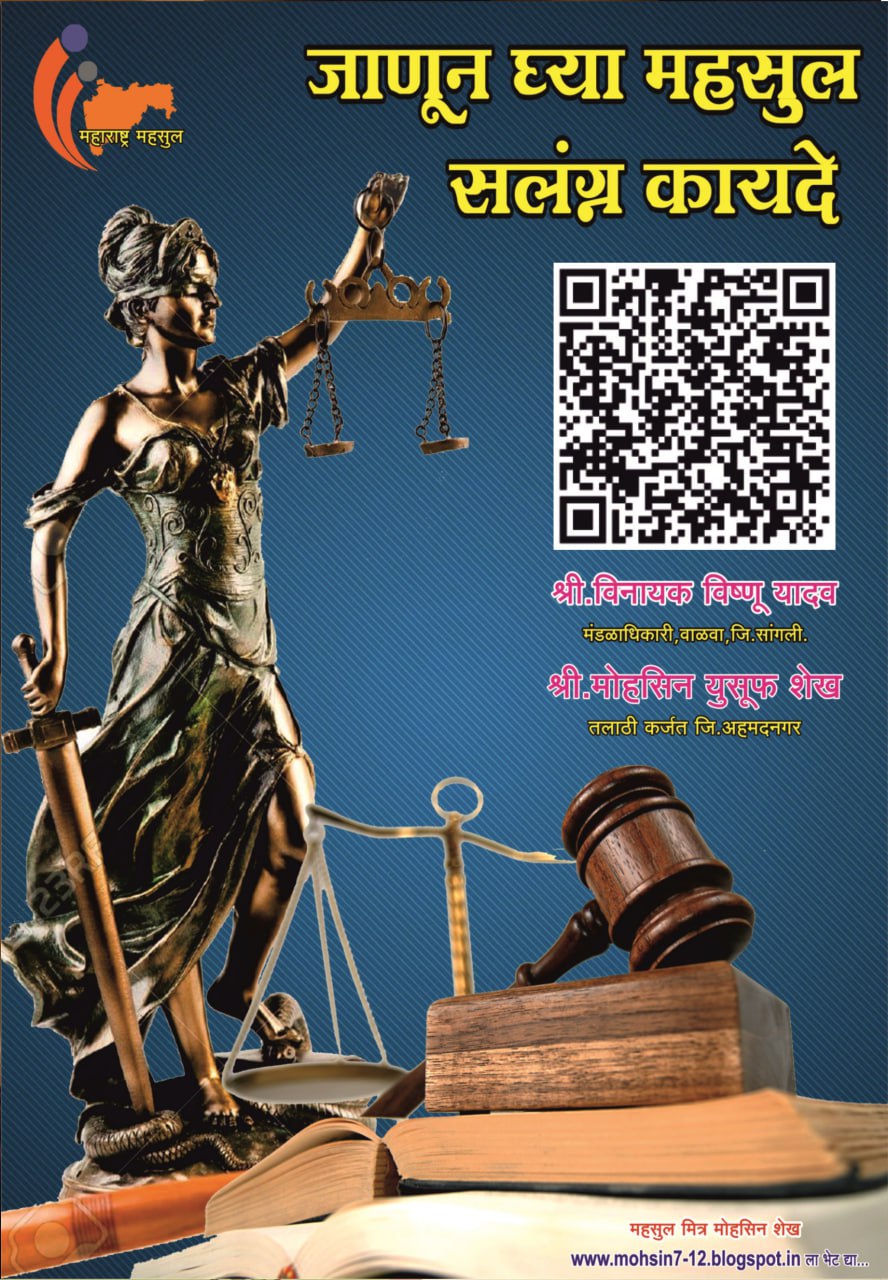 महाराष्ट्र महसुल
जाणून घ्या महसुल
सलंग्न कायदे
श्री.विनायक विष्णू यादव
मंडळाधिकारी,वाळवा,जि.सांगली.
श्री.मोहसिन युसूफ शेख
तलाठी कर्जत जि.अहमदनगर
महसुल मित्र मोहसिन शेख
www.mohsin7-12.blogspot.in ला भेट द्या...